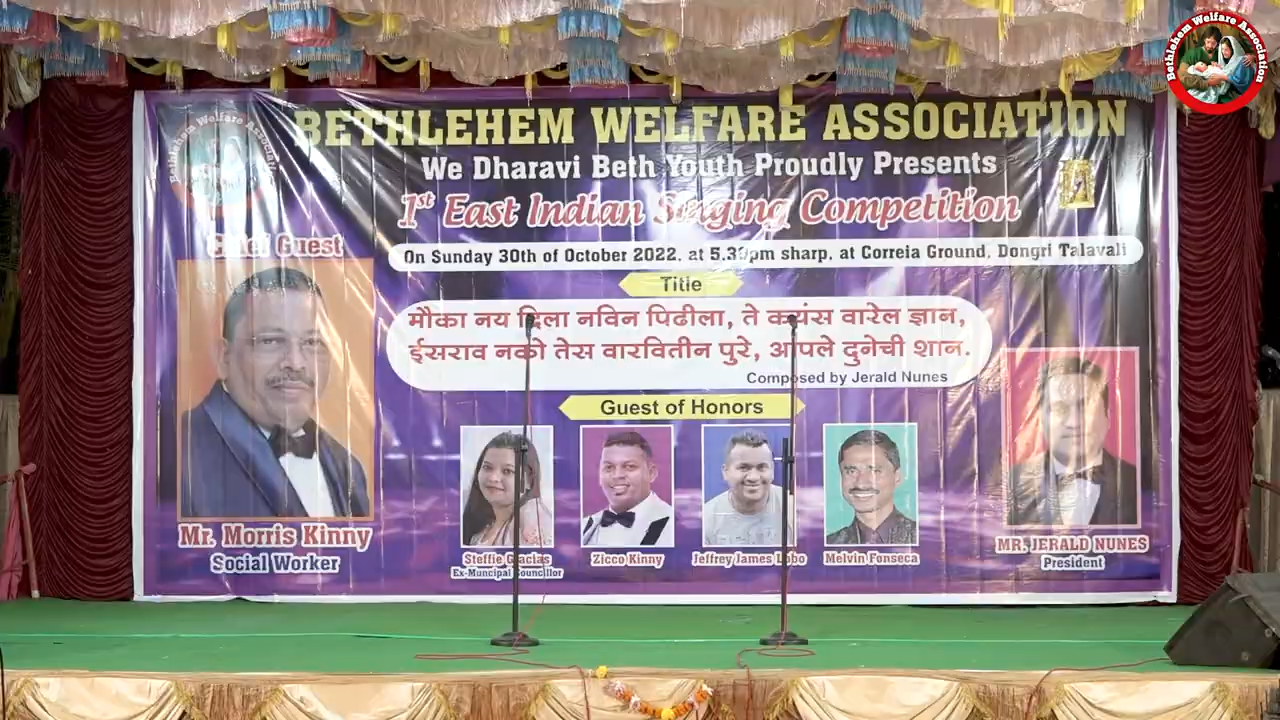 Bethlehem Welfare Association
BETHLEHEM WELFARE ASSOCIATION
We Dharavi Beth Youth Proudly Presents
1st East Indian Singing Competition
On Sunday 30th of October 2022. at 5.30pm sharp, at Correia Ground, Dongri Talavali
Chief Guest
Title
मौका नय दिला नविन पिढीला, ते कयंस वारेल ज्ञान,
ईसराव नको तेस वारवितीन पुरे, आपले दुनेची शान.
Composed by Jerald Nunes
Guest of Honors
Mr. Morris Kinny
Social Worker
Steffie Gracias
Ex-Muncipal Councillor
Zicco Kinny
Jeffrey James Lobo
Melvin Fonseca
MR. JERALD NUNES
President
Bethlehem Welfare Association